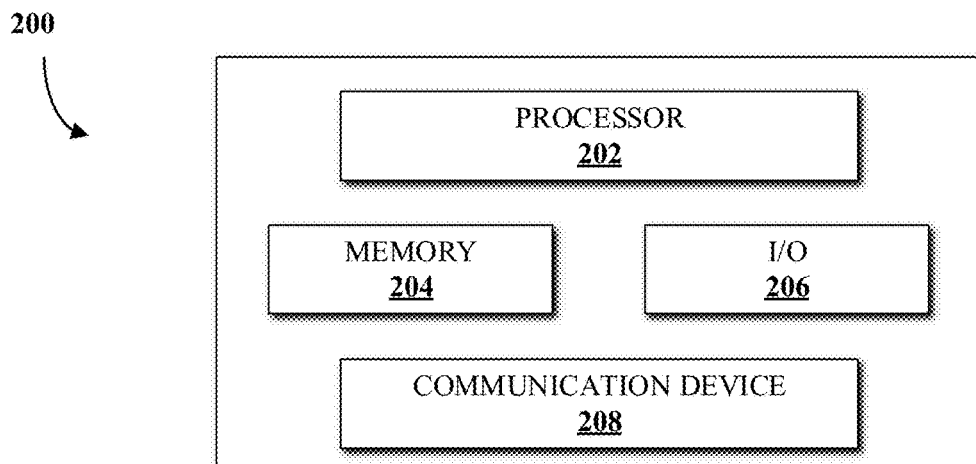 200
PROCESSOR
202
MEMORY
204
I/O
206
COMMUNICATION DEVICE
208